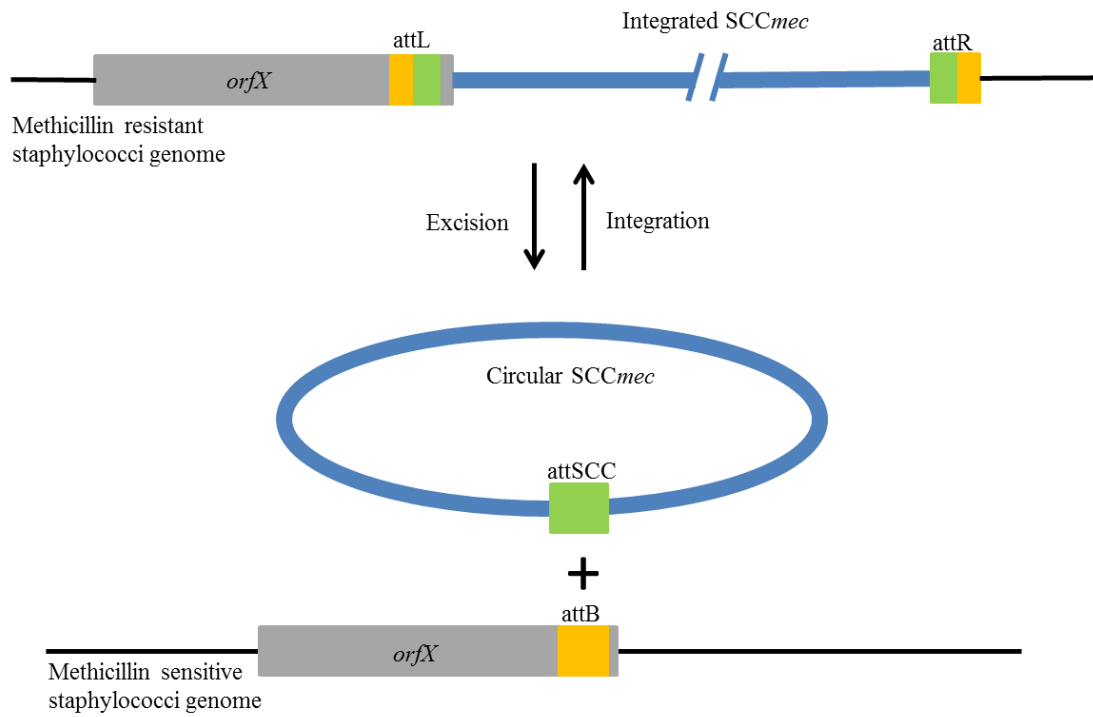 Integrated SCCmec
attL
attR
orfX
Methicillin resistant
staphylococci genome
Excision
Integration
Circular SCCmec
attSCC
+
attB
orfX
Methicillin sensitive
staphylococci genome